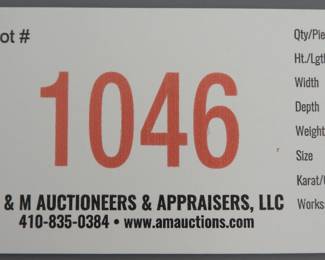 ot #
1046
& M AUCTIONEERS & APPRAISERS, LLC
410-835-0384 • www.amauctions.com
Qty/Pie
Ht./Lgth
Width
Depth
Weight
Size
Karat/
Works